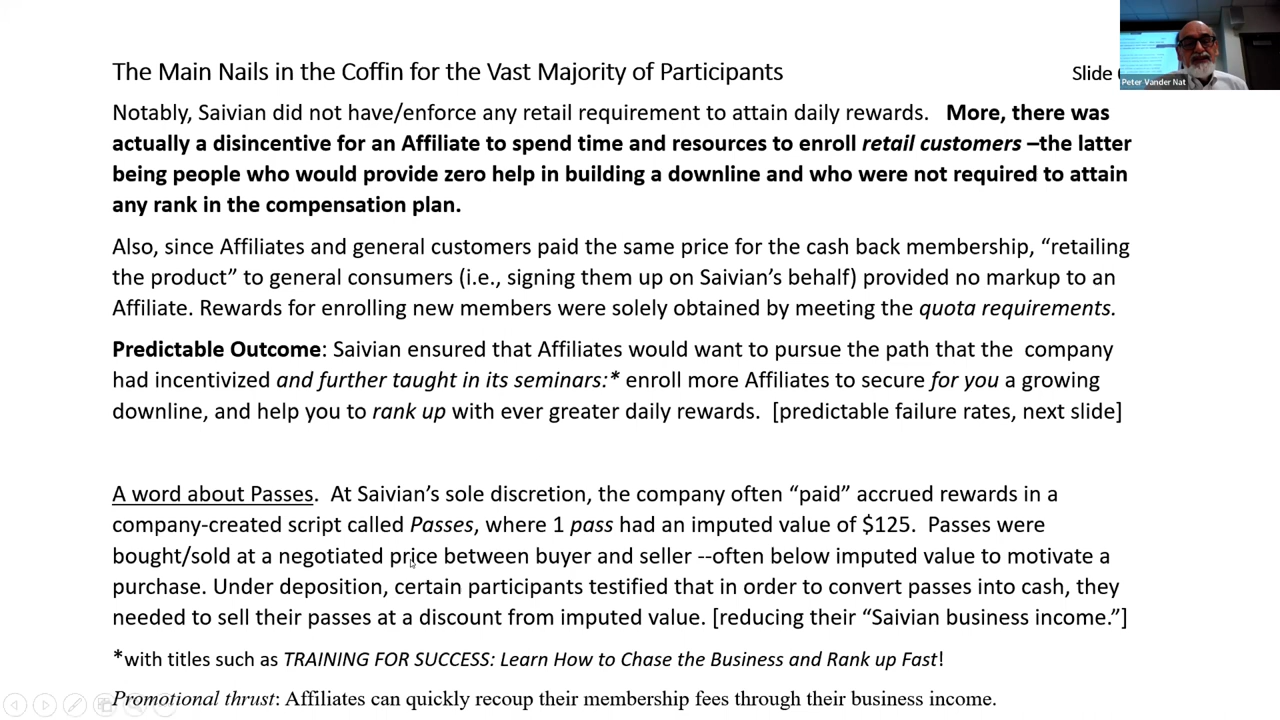 The Main Nails in the Coffin for the Vast Majority of Participants
Slide
Peter Vander Nat
Notably, Saivian did not have/enforce any retail requirement to attain daily rewards. More, there was
actually a disincentive for an Affiliate to spend time and resources to enroll retail customers –the latter
being people who would provide zero help in building a downline and who were not required to attain
any rank in the compensation plan.
Also, since Affiliates and general customers paid the same price for the cash back membership, “retailing
the product” to general consumers (i.e., signing them up on Saivian’s behalf) provided no markup to an
Affiliate. Rewards for enrolling new members were solely obtained by meeting the quota requirements.
Predictable Outcome: Saivian ensured that Affiliates would want to pursue the path that the company
had incentivized and further taught in its seminars:* enroll more Affiliates to secure for you a growing
downline, and help you to rank up with ever greater daily rewards. [predictable failure rates, next slide]
A word about Passes. At Saivian’s sole discretion, the company often “paid” accrued rewards in a
company-created script called Passes, where 1 pass had an imputed value of $125. Passes were
bought/sold at a negotiated price between buyer and seller --often below imputed value to motivate a
purchase. Under deposition, certain participants testified that in order to convert passes into cash, they
needed to sell their passes at a discount from imputed value. [reducing their “Saivian business income.”]
*with titles such as TRAINING FOR SUCCESS: Learn How to Chase the Business and Rank up Fast!
Promotional thrust: Affiliates can quickly recoup their membership fees through their business income.